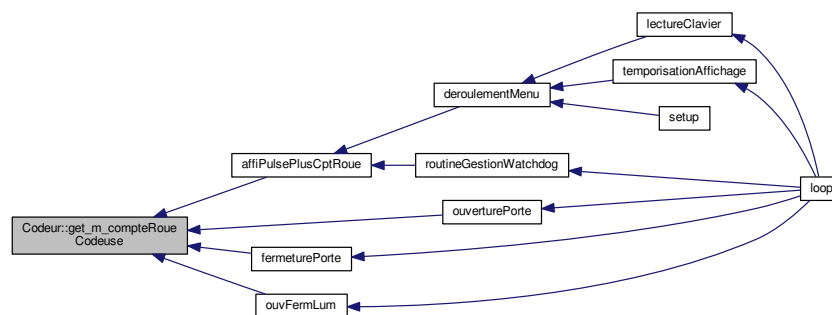 lectureClavier
temporisationAffichage
deroulementMenu
setup
affiPulsePlusCptRoue
routineGestionWatchdog
loop
ouverturePorte
Codeur::get_m_compteRoue
Codeuse
fermeturePorte
ouvFermLum